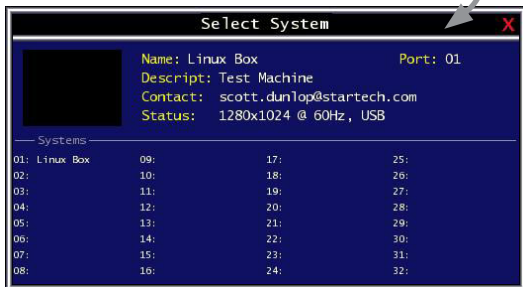 Select System
X
Name: Linux Box Port: 01
Descript: Test Machine
Contact: scott.dunlop@startech.com
Status: 1280x1024 @ 60Hz, USB
Systems
01: Linux Box 09: 17: 25:
02: 10: 18: 26:
03: 11: 19: 27:
04: 12: 20: 28:
05: 13: 21: 29:
06: 14: 22: 30:
07: 15: 23: 31:
08: 16: 24: 32: